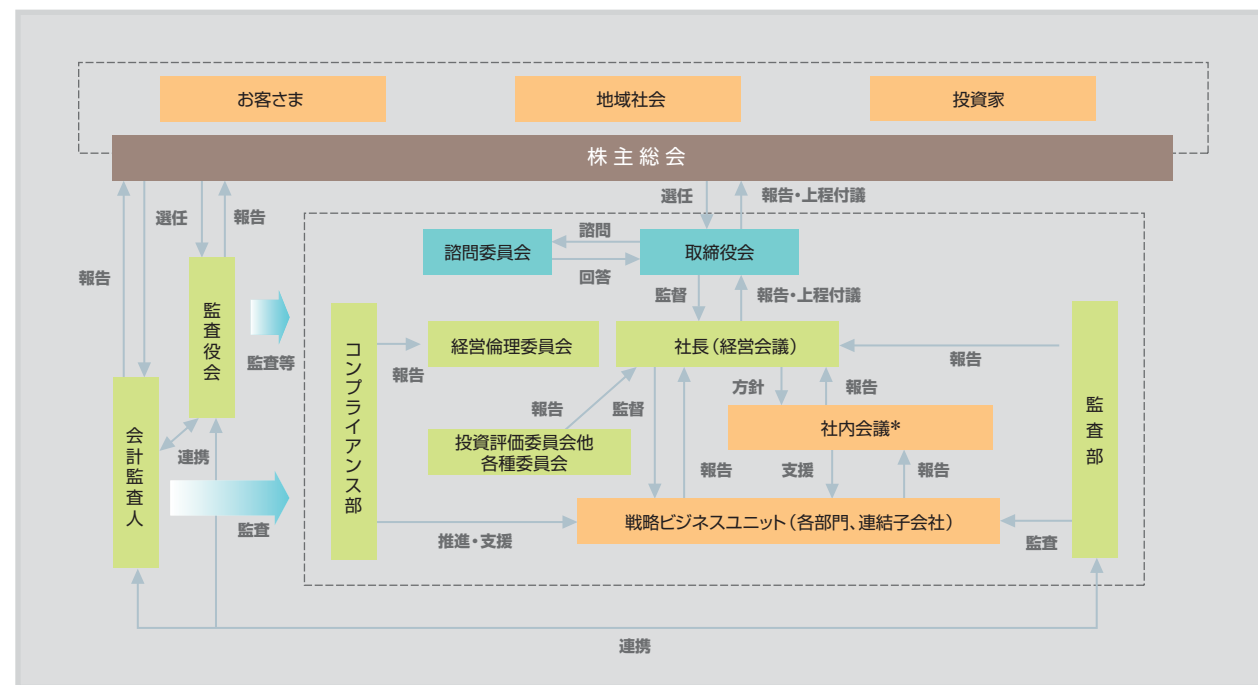 お客さま
地域社会
投資家
株主総会
選任
報告
選任
報告・上程付議
報告
諮問委員会
諮問
回答
取締役会
監査役会
監査等
監督
報告・上程付議
コンプライアンス部
報告
経営倫理委員会
社長（経営会議）
報告
監査部
会計監査人
連携
監査
投資評価委員会他
各種委員会
報告
監督
報告
方針
報告
社内会議*
支援
報告
推進・支援
戦略ビジネスユニット（各部門、連結子会社）
監査
連携